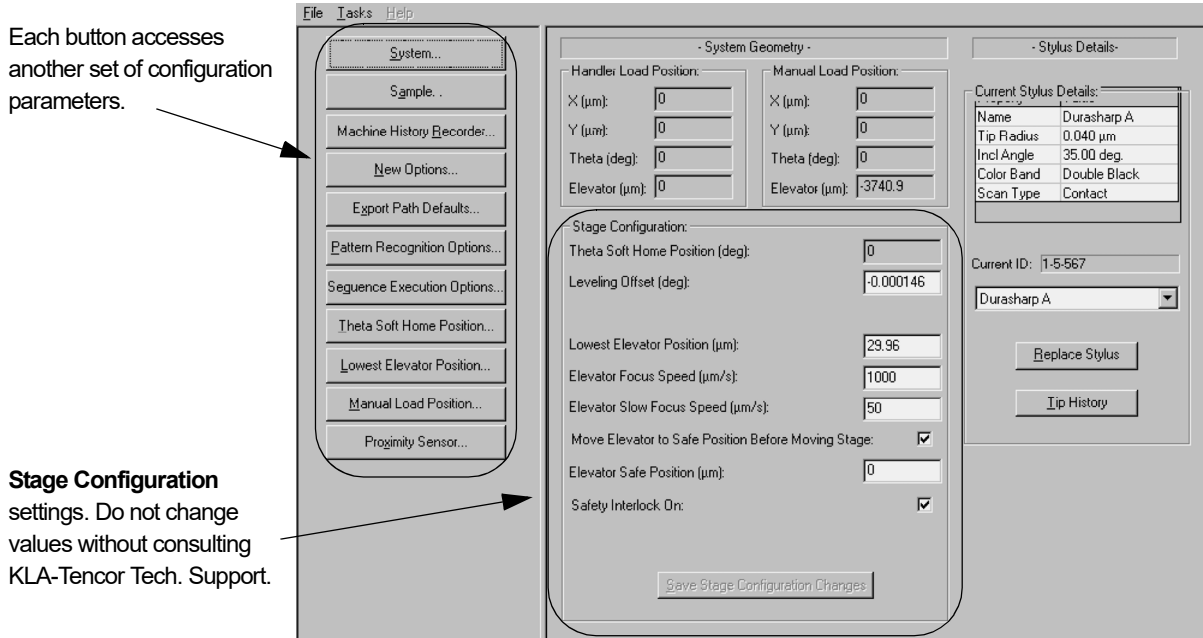 File Tasks Help
Each button accesses
another set of configuration
parameters.
System...
Sample. .
Machine History Recorder...
New Options...
Export Path Defaults...
Pattern Recognition Options...
Sequence Execution Options...
Theta Soft Home Position...
Lowest Elevator Position...
Manual Load Position...
Proximity Sensor...
Stage Configuration
settings. Do not change
values without consulting
KLA-Tencor Tech. Support.
- System Geometry -
Handler Load Position:
X (µm): 0
Y (µm): 0
Theta (deg): 0
Elevator (µm): 0
Manual Load Position:
X (µm): 0
Y (µm): 0
Theta (deg): 0
Elevator (µm): -3740.9
Stage Configuration:
Theta Soft Home Position (deg): 0
Leveling Offset (deg): -0.000146
Lowest Elevator Position (µm): 29.96
Elevator Focus Speed (µm/s): 1000
Elevator Slow Focus Speed (µm/s): 50
Move Elevator to Safe Position Before Moving Stage:
Elevator Safe Position (µm): 0
Safety Interlock On:
Save Stage Configuration Changes
- Stylus Details-
Current Stylus Details:
Name Durasharp A
Tip Radius 0.040 µm
Incl Angle 35.00 deg.
Color Band Double Black
Scan Type Contact
Current ID: 1-5-567
Durasharp A
Replace Stylus
Tip History